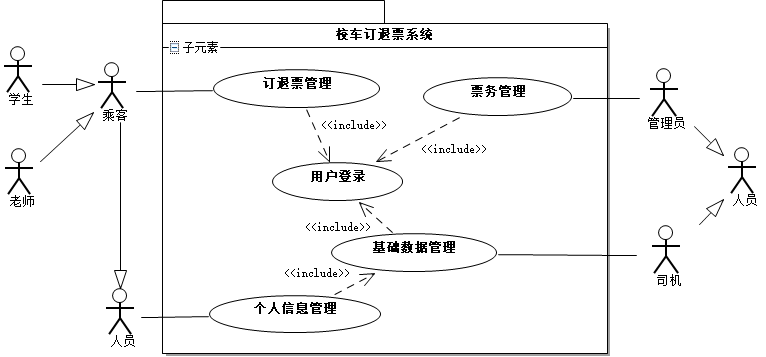 校车订退票系统
子元素
订退票管理
票务管理
学生
乘客
管理员
<<include>>
<<include>>
人员
老师
用户登录
<<include>>
基础数据管理
<<include>>
司机
个人信息管理
人员